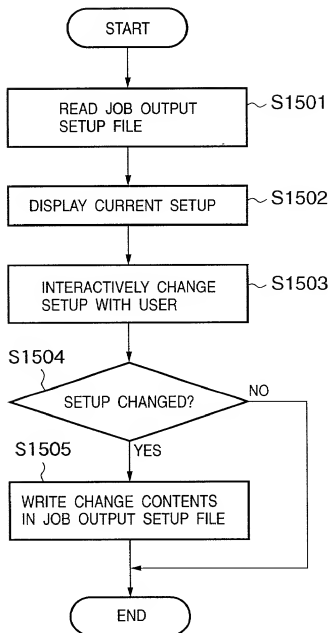 START
READ JOB OUTPUT
SETUP FILE
S1501
DISPLAY CURRENT SETUP
S1502
INTERACTIVELY CHANGE
SETUP WITH USER
S1503
S1504
SETUP CHANGED?
NO
YES
S1505
WRITE CHANGE CONTENTS
IN JOB OUTPUT SETUP FILE
END